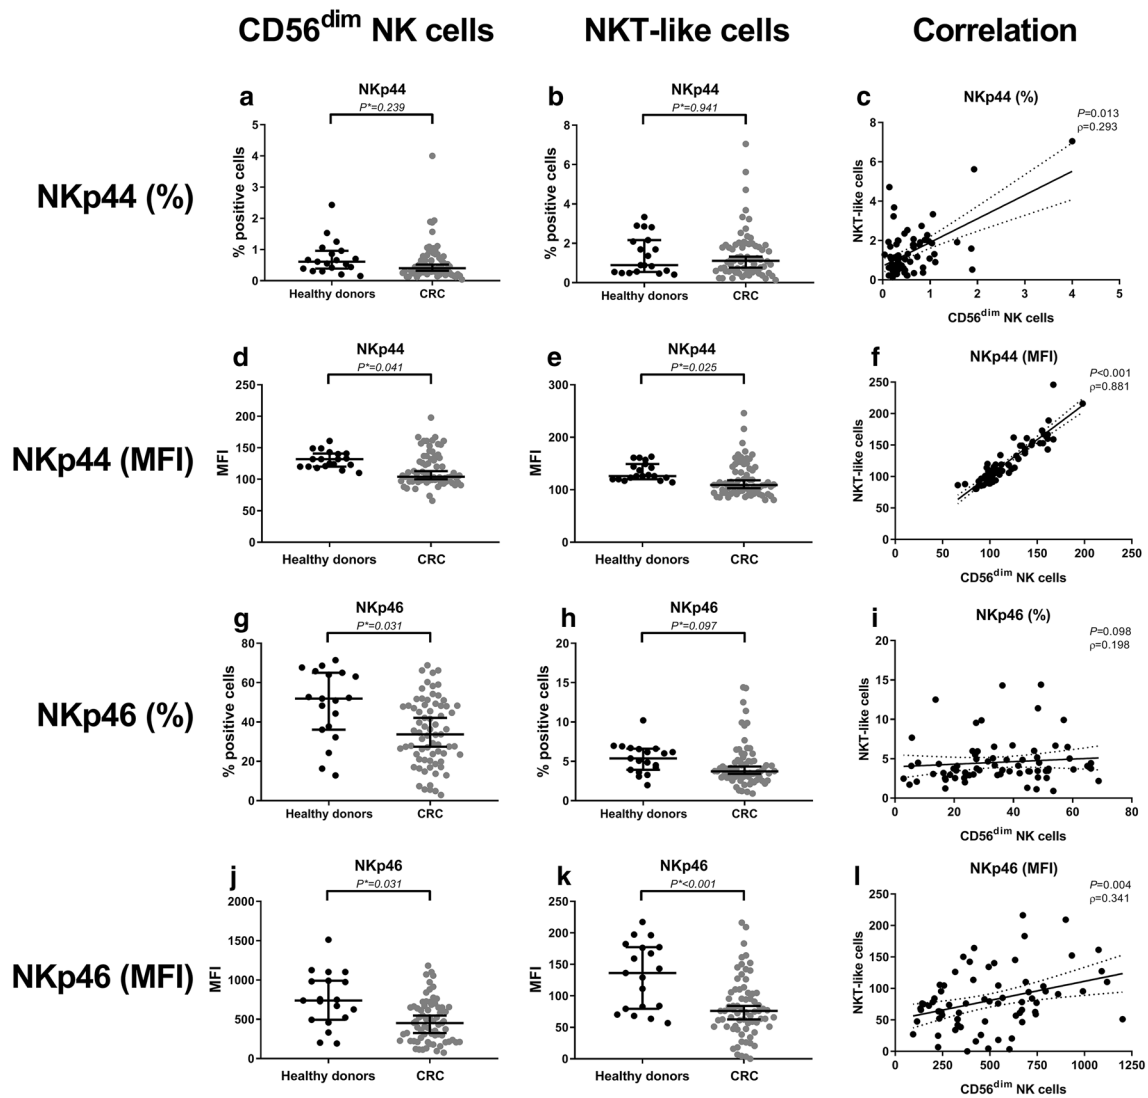 CD56dim NK cells NKT-like cells Correlation
NKp44 (%)
a
NKp44
P*=0.239
% positive cells
5
4
3
2
1
0
Healthy donors CRC
b
NKp44
P*=0.941
% positive cells
8
6
4
2
0
Healthy donors CRC
c
NKp44 (%)
P=0.013
ρ=0.293
NKT-like cells
8
6
4
2
0
0 1 2 3 4 5
CD56dim NK cells
NKp44 (MFI)
d
NKp44
P*=0.041
MFI
250
200
150
100
50
0
Healthy donors CRC
e
NKp44
P*=0.025
MFI
300
200
100
0
Healthy donors CRC
f
NKp44 (MFI)
P<0.001
ρ=0.881
NKT-like cells
250
200
150
100
50
0
0 50 100 150 200 250
CD56dim NK cells
NKp46 (%)
g
NKp46
P*=0.031
% positive cells
80
60
40
20
0
Healthy donors CRC
h
NKp46
P*=0.097
% positive cells
20
15
10
5
0
Healthy donors CRC
i
NKp46 (%)
P=0.098
ρ=0.198
NKT-like cells
20
15
10
5
0
0 20 40 60 80
CD56dim NK cells
NKp46 (MFI)
j
NKp46
P*=0.031
MFI
2000
1500
1000
500
0
Healthy donors CRC
k
NKp46
P*<0.001
MFI
250
200
150
100
50
0
Healthy donors CRC
l
NKp46 (MFI)
P=0.004
ρ=0.341
NKT-like cells
250
200
150
100
50
0
0 250 500 750 1000 1250
CD56dim NK cells